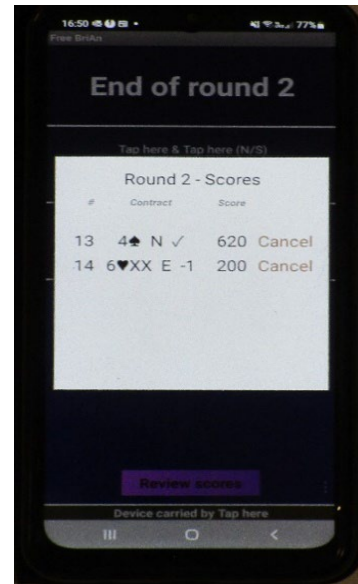 16:50
77%
Free BriAn
End of round 2
Tap here & Tap here (N/S)
Round 2 - Scores
# Contract Score
13 4♠ N ✓ 620 Cancel
14 6♥XX E -1 200 Cancel
Review scores
Device carried by Tap here